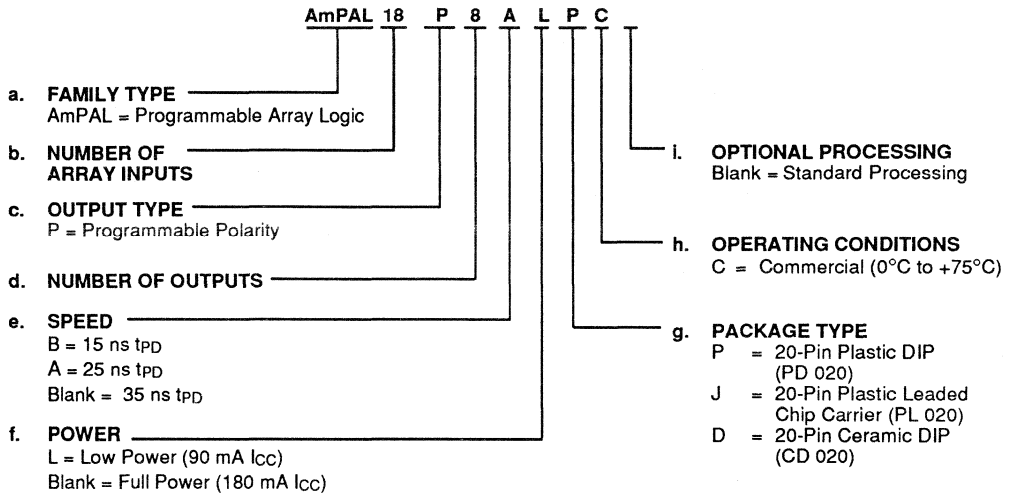 AmPAL 18 P 8 A L P C
a. FAMILY TYPE
AmPAL = Programmable Array Logic
b. NUMBER OF
ARRAY INPUTS
c. OUTPUT TYPE
P = Programmable Polarity
d. NUMBER OF OUTPUTS
e. SPEED
B = 15 ns tPD
A = 25 ns tPD
Blank = 35 ns tPD
f. POWER
L = Low Power (90 mA ICC)
Blank = Full Power (180 mA ICC)
i. OPTIONAL PROCESSING
Blank = Standard Processing
h. OPERATING CONDITIONS
C = Commercial (0°C to +75°C)
g. PACKAGE TYPE
P = 20-Pin Plastic DIP
(PD 020)
J = 20-Pin Plastic Leaded
Chip Carrier (PL 020)
D = 20-Pin Ceramic DIP
(CD 020)